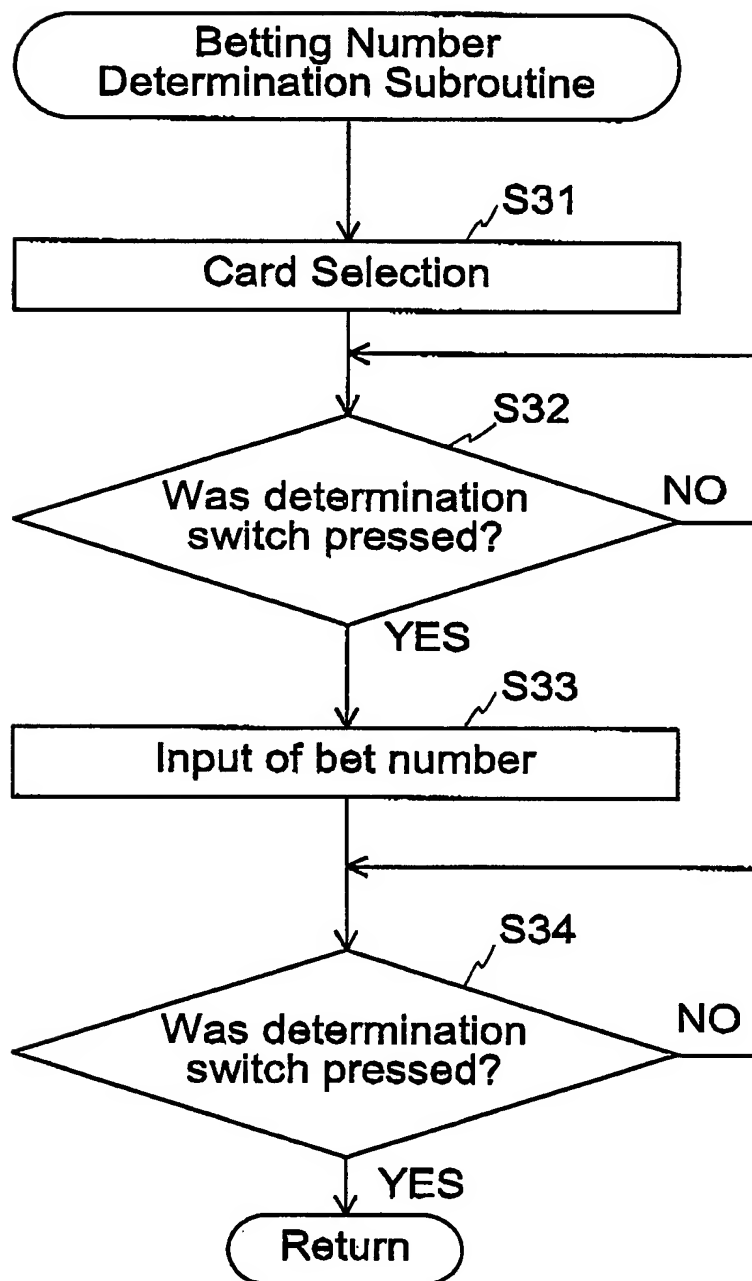 Betting Number
Determination Subroutine
S31
Card Selection
S32
Was determination
switch pressed?
NO
YES
S33
Input of bet number
S34
Was determination
switch pressed?
NO
YES
Return